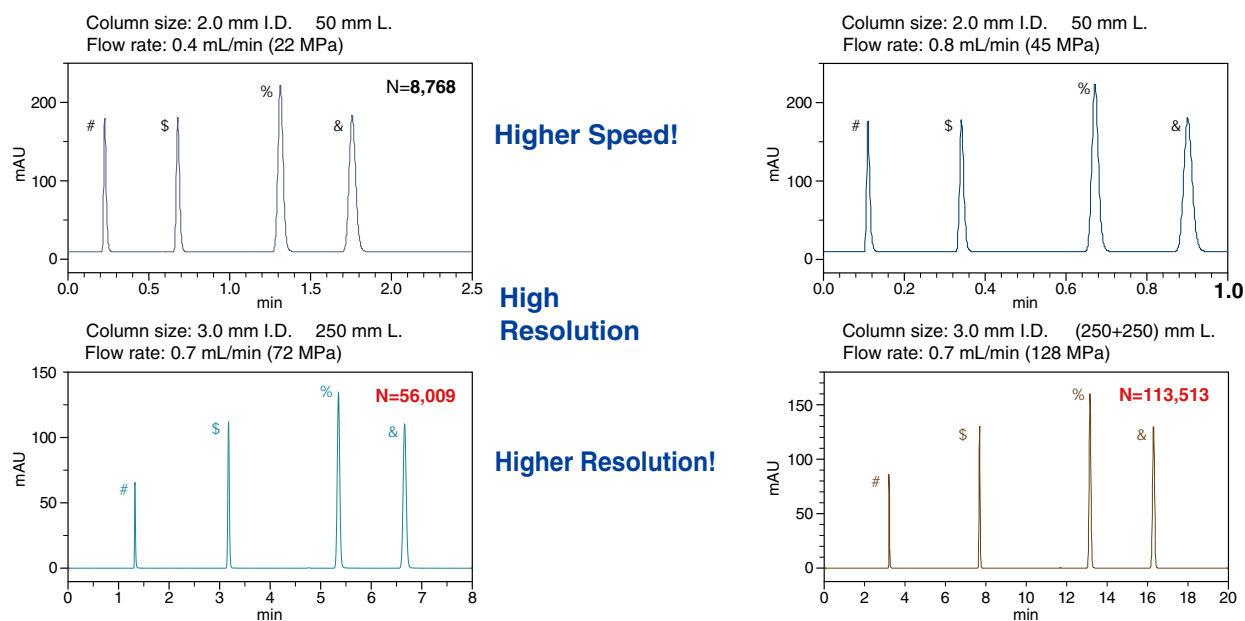 Column size: 2.0 mm I.D. 50 mm L.
Flow rate: 0.4 mL/min (22 MPa)
N=8,768
200
100
0
mAU
#
$
%
&
0.0 0.5 1.0 1.5 2.0 2.5
min
Higher Speed!
Column size: 2.0 mm I.D. 50 mm L.
Flow rate: 0.8 mL/min (45 MPa)
200
100
0
mAU
#
$
%
&
0.0 0.2 0.4 0.6 0.8 1.0
min
High
Resolution
Column size: 3.0 mm I.D. 250 mm L.
Flow rate: 0.7 mL/min (72 MPa)
N=56,009
150
100
50
0
mAU
#
$
%
&
0 1 2 3 4 5 6 7 8
min
Higher Resolution!
Column size: 3.0 mm I.D. (250+250) mm L.
Flow rate: 0.7 mL/min (128 MPa)
N=113,513
150
100
50
0
mAU
#
$
%
&
0 2 4 6 8 10 12 14 16 18 20
min